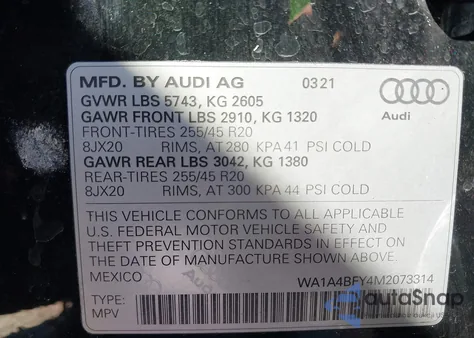 MFD. BY AUDI AG 03 21
GVWR LBS 5743, KG 2605
GAWR FRONT LBS 2910, KG 1320
FRONT-TIRES 255/45 R20
8JX20 RIMS, AT 280 KPA 41 PSI COLD
GAWR REAR LBS 3042, KG 1380
REAR-TIRES 255/45 R20
8JX20 RIMS, AT 300 KPA 44 PSI COLD
Audi
THIS VEHICLE CONFORMS TO ALL APPLICABLE
U.S. FEDERAL MOTOR VEHICLE SAFETY AND
THEFT PREVENTION STANDARDS IN EFFECT ON
THE DATE OF MANUFACTURE SHOWN ABOVE.
MEXICO WA1A4BFY4M2073314
TYPE:
MPV
autoSnap